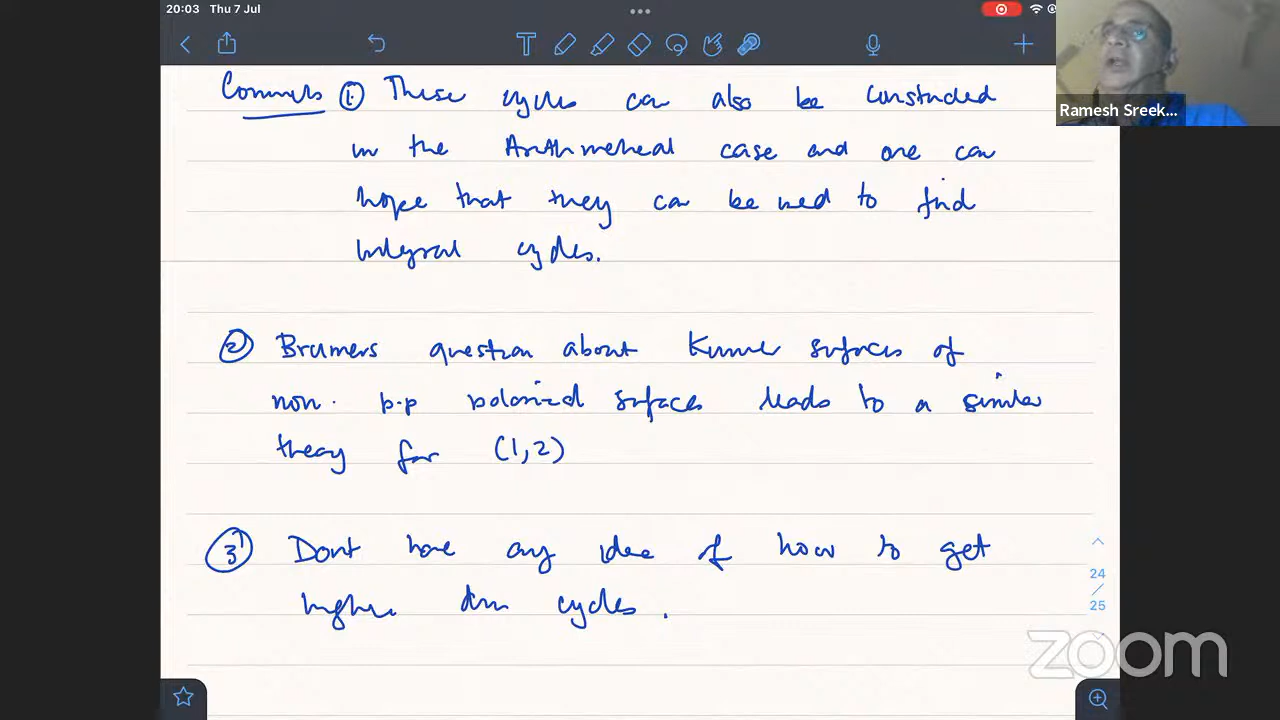 20:03 Thu 7 Jul
Ramesh Sreek...
Comments ① These cycles can also be constructed
in the Arithmetical case and one can
hope that they can be used to find
integral cycles.
② Brumers question about Kummer surfaces of
non. p.p polarized surfaces leads to a similar
theory for (1,2)
③ Dont have any idea of how to get
higher dim cycles.
24
/
25
zoom